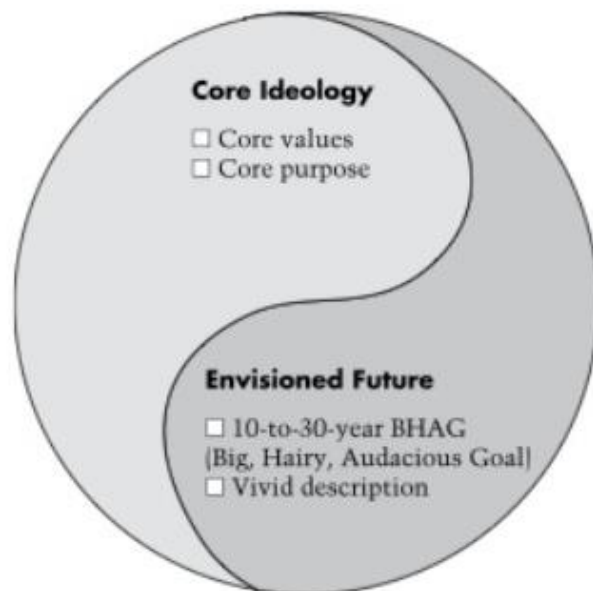 Core Ideology
☐ Core values
☐ Core purpose
Envisioned Future
☐ 10-to-30-year BHAG
(Big, Hairy, Audacious Goal)
☐ Vivid description